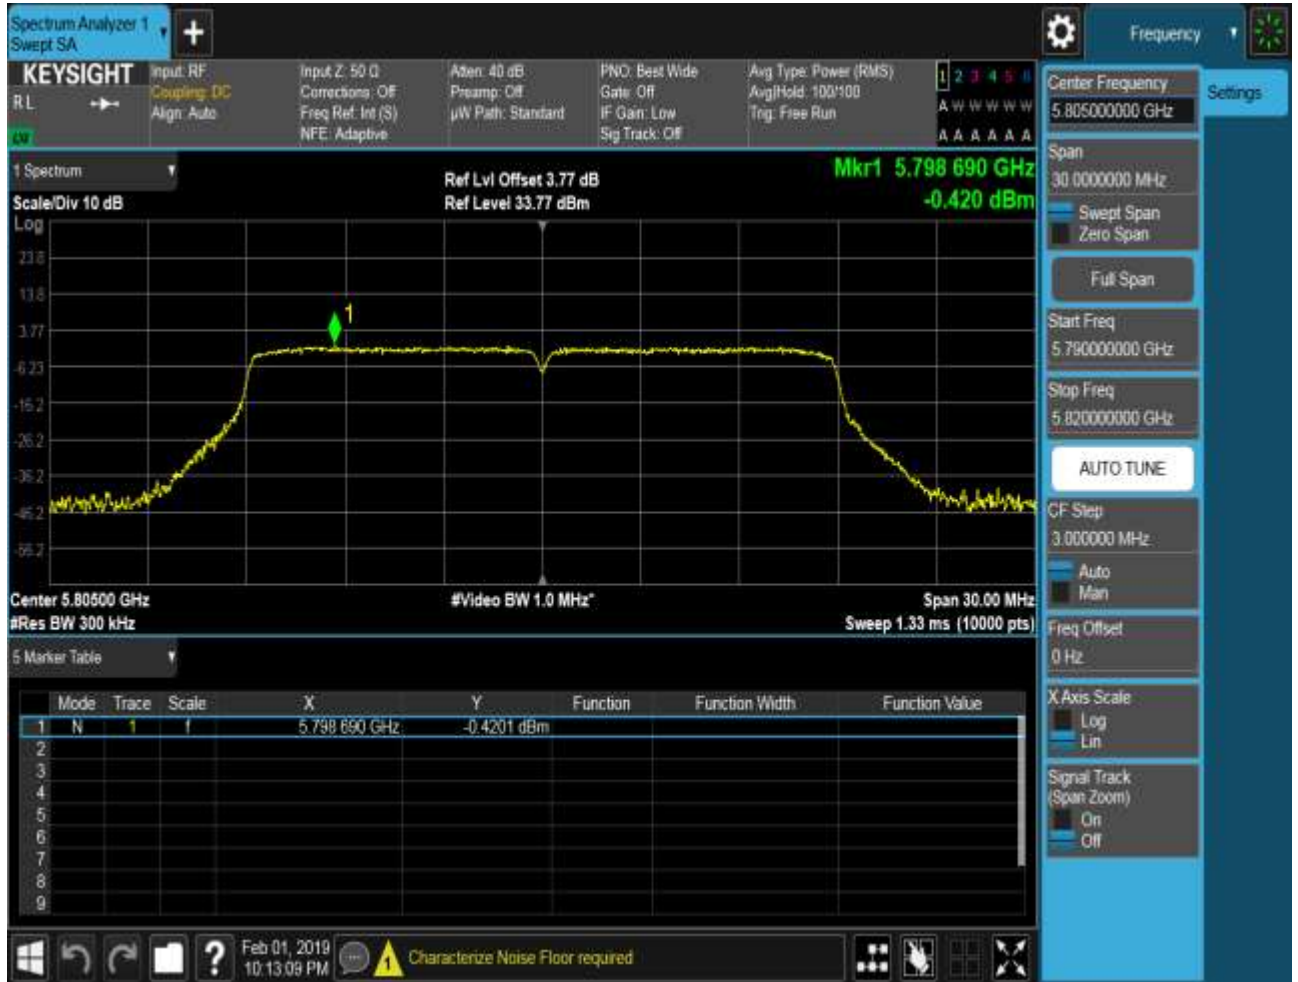 Spectrum Analyzer 1
Swept SA
Frequency
KEYSIGHT
R L
Input: RF
Coupling: DC
Align: Auto
Input Z: 50 Ω
Corrections: Off
Freq Ref: Int (S)
NFE: Adaptive
Atten: 40 dB
Preamp: Off
µW Path: Standard
PNO: Best Wide
Gate: Off
IF Gain: Low
Sig Track: Off
Avg Type: Power (RMS)
Avg|Hold: 100/100
Trig: Free Run
1 2 3 4 5 6
A W W W W W
A A A A A A
1 Spectrum
Scale/Div 10 dB
Ref Lvl Offset 3.77 dB
Ref Level 33.77 dBm
Mkr1 5.798 690 GHz
-0.420 dBm
Log
23.8
13.8
3.77
-6.23
-16.2
-26.2
-36.2
-46.2
-56.2
1
Center 5.80500 GHz
#Video BW 1.0 MHz*
Span 30.00 MHz
#Res BW 300 kHz
Sweep 1.33 ms (10000 pts)
5 Marker Table
Mode Trace Scale X Y Function Function Width Function Value
1 N 1 f 5.798 690 GHz -0.4201 dBm
2
3
4
5
6
7
8
9
Feb 01, 2019
10:13:09 PM
1
Characterize Noise Floor required
Center Frequency
5.805000000 GHz
Settings
Span
30.0000000 MHz
Swept Span
Zero Span
Full Span
Start Freq
5.790000000 GHz
Stop Freq
5.820000000 GHz
AUTO TUNE
CF Step
3.000000 MHz
Auto
Man
Freq Offset
0 Hz
X Axis Scale
Log
Lin
Signal Track
(Span Zoom)
On
Off